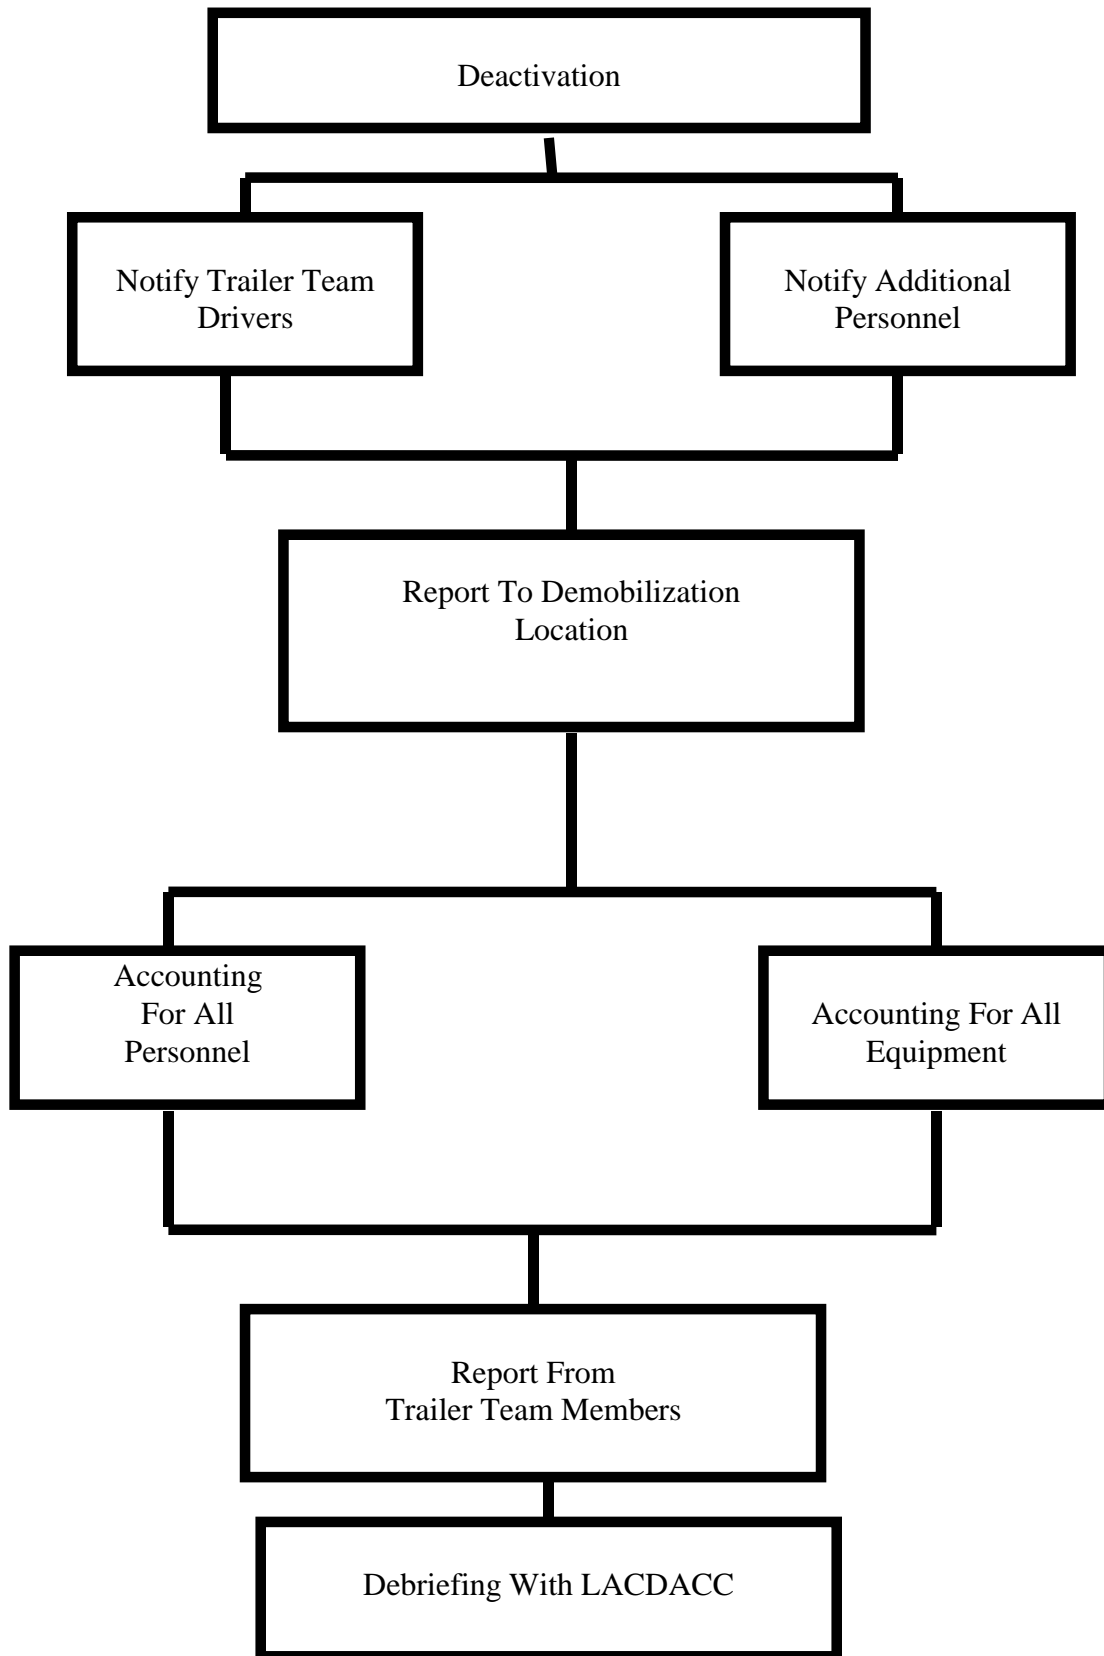 Deactivation
Notify Trailer Team
Drivers
Notify Additional
Personnel
Report To Demobilization
Location
Accounting
For All
Personnel
Accounting For All
Equipment
Report From
Trailer Team Members
Debriefing With LACDACC